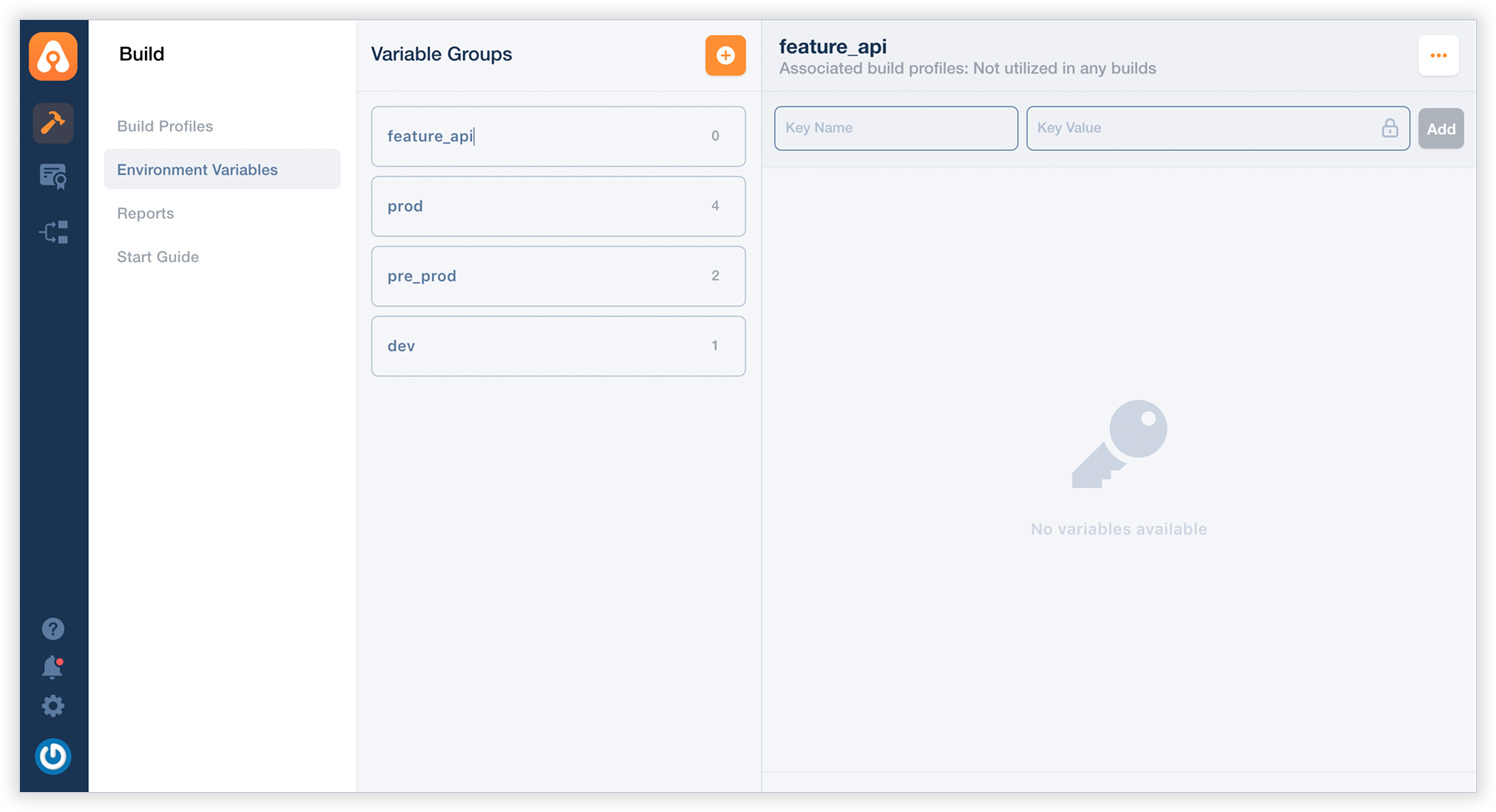 Build
Build Profiles
Environment Variables
Reports
Start Guide
?
Variable Groups
feature_api 0
prod 4
pre_prod 2
dev 1
feature_api
Associated build profiles: Not utilized in any builds
Key Name
Key Value
Add
No variables available